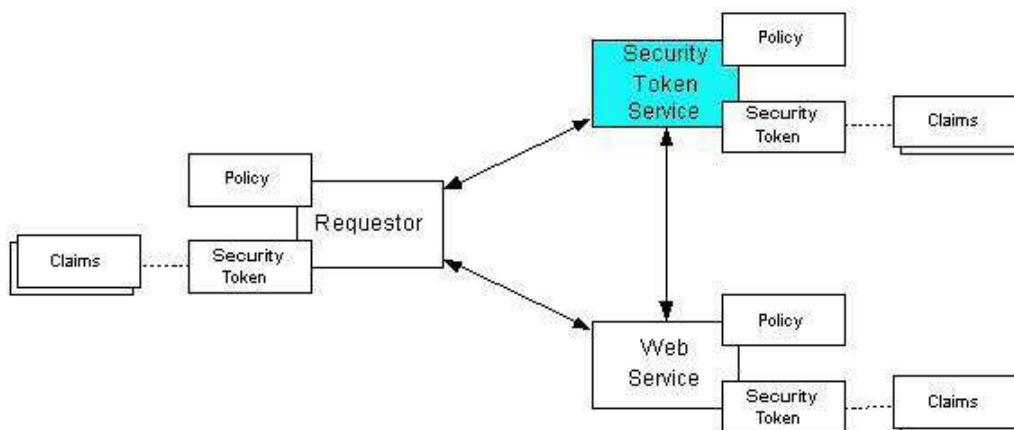 Policy
Security
Token
Service
Security
Token
Claims
Policy
Requestor
Claims
Security
Token
Policy
Web
Service
Security
Token
Claims